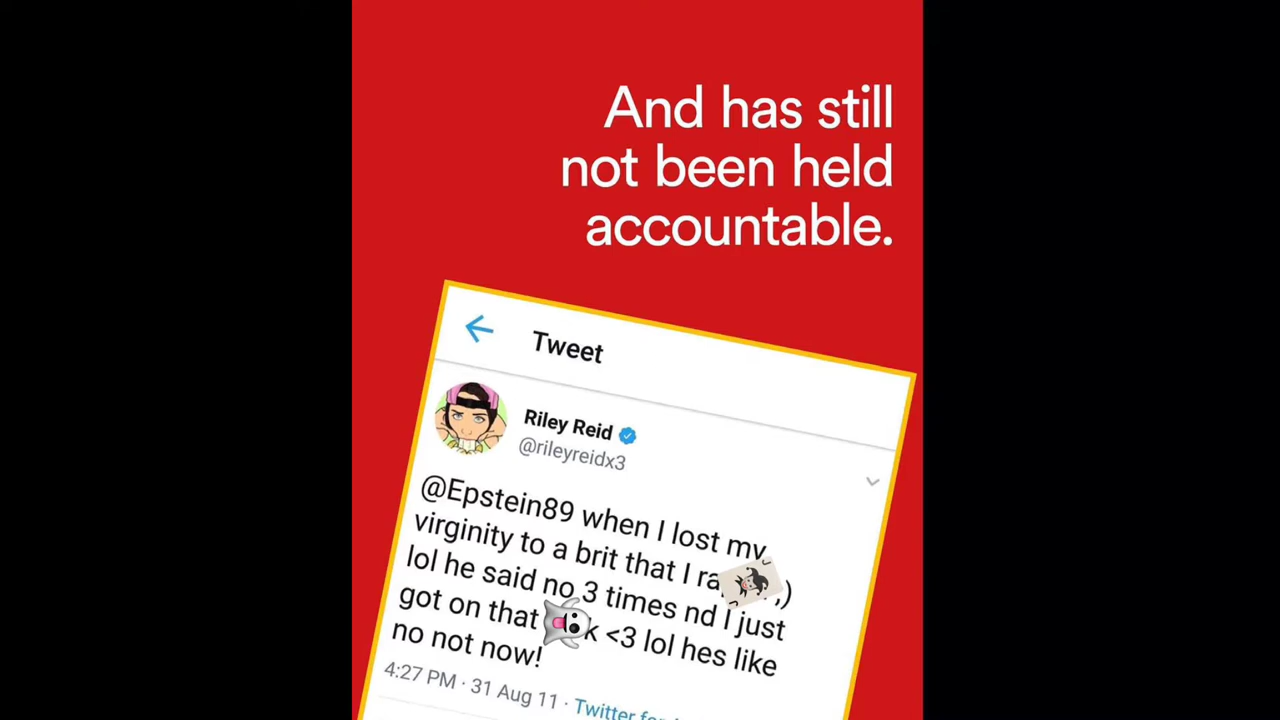 And has still
not been held
accountable.
Tweet
Riley Reid
@rileyreidx3
@Epstein89 when I lost my
virginity to a brit that I ra ;)
lol he said no 3 times nd I just
got on that k <3 lol hes like
no not now!
4:27 PM · 31 Aug 11 · Twitter for